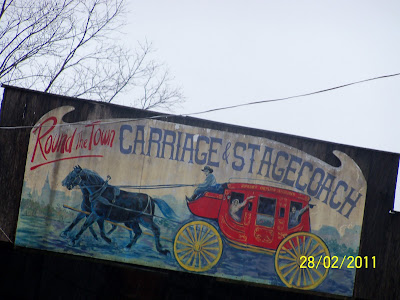 Round the Town CARRIAGE & STAGECOACH
28/02/2011